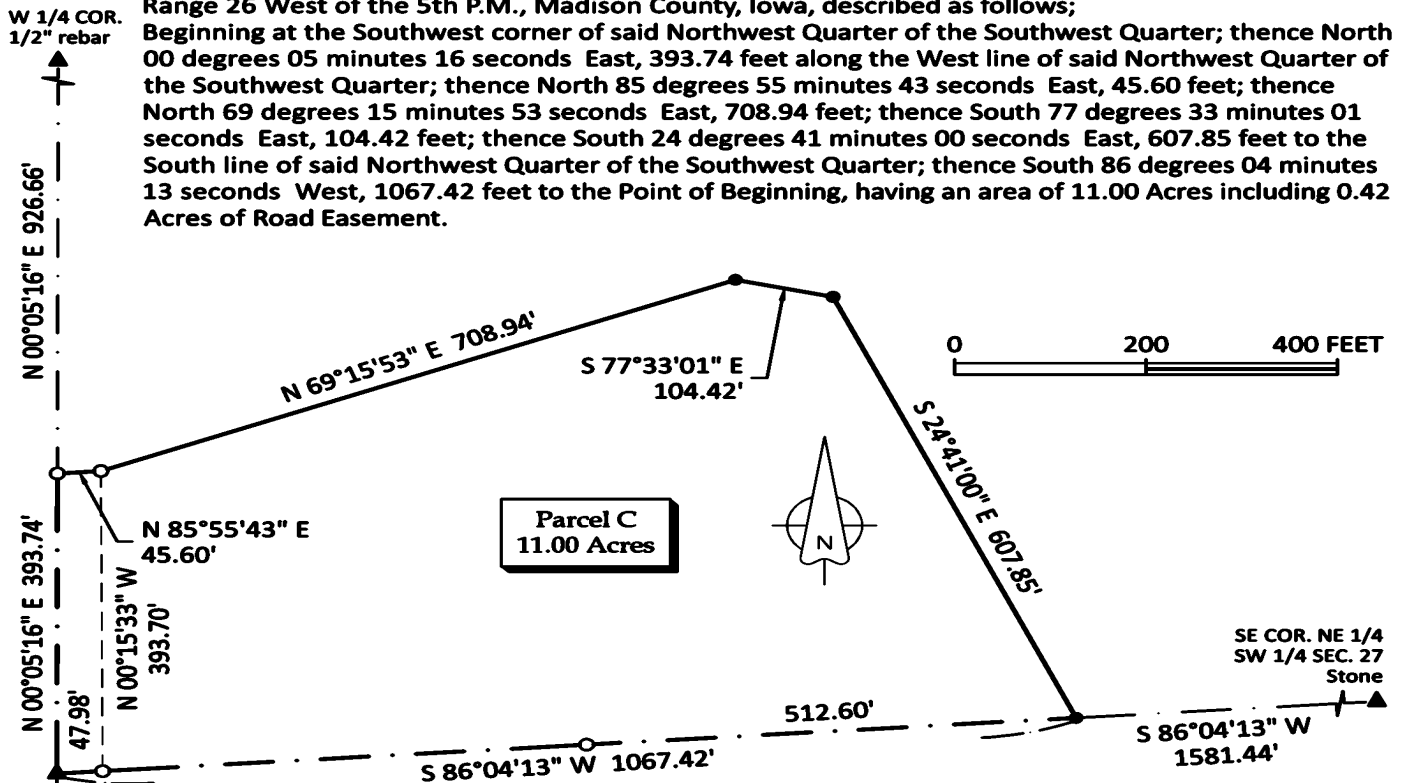 Range 26 West of the 5th P.M., Madison County, Iowa, described as follows;
W 1/4 COR.
1/2" rebar
Beginning at the Southwest corner of said Northwest Quarter of the Southwest Quarter; thence North
00 degrees 05 minutes 16 seconds East, 393.74 feet along the West line of said Northwest Quarter of
the Southwest Quarter; thence North 85 degrees 55 minutes 43 seconds East, 45.60 feet; thence
North 69 degrees 15 minutes 53 seconds East, 708.94 feet; thence South 77 degrees 33 minutes 01
seconds East, 104.42 feet; thence South 24 degrees 41 minutes 00 seconds East, 607.85 feet to the
South line of said Northwest Quarter of the Southwest Quarter; thence South 86 degrees 04 minutes
13 seconds West, 1067.42 feet to the Point of Beginning, having an area of 11.00 Acres including 0.42
Acres of Road Easement.
N 00°05'16" E 926.66'
N 69°15'53" E 708.94'
S 77°33'01" E
104.42'
0 200 400 FEET
S 24°41'00" E 607.85'
N 85°55'43" E
45.60'
Parcel C
11.00 Acres
N
N 00°05'16" E 393.74'
N 00°15'33" W
393.70'
47.98'
SE COR. NE 1/4
SW 1/4 SEC. 27
Stone
512.60'
S 86°04'13" W 1067.42'
S 86°04'13" W
1581.44'